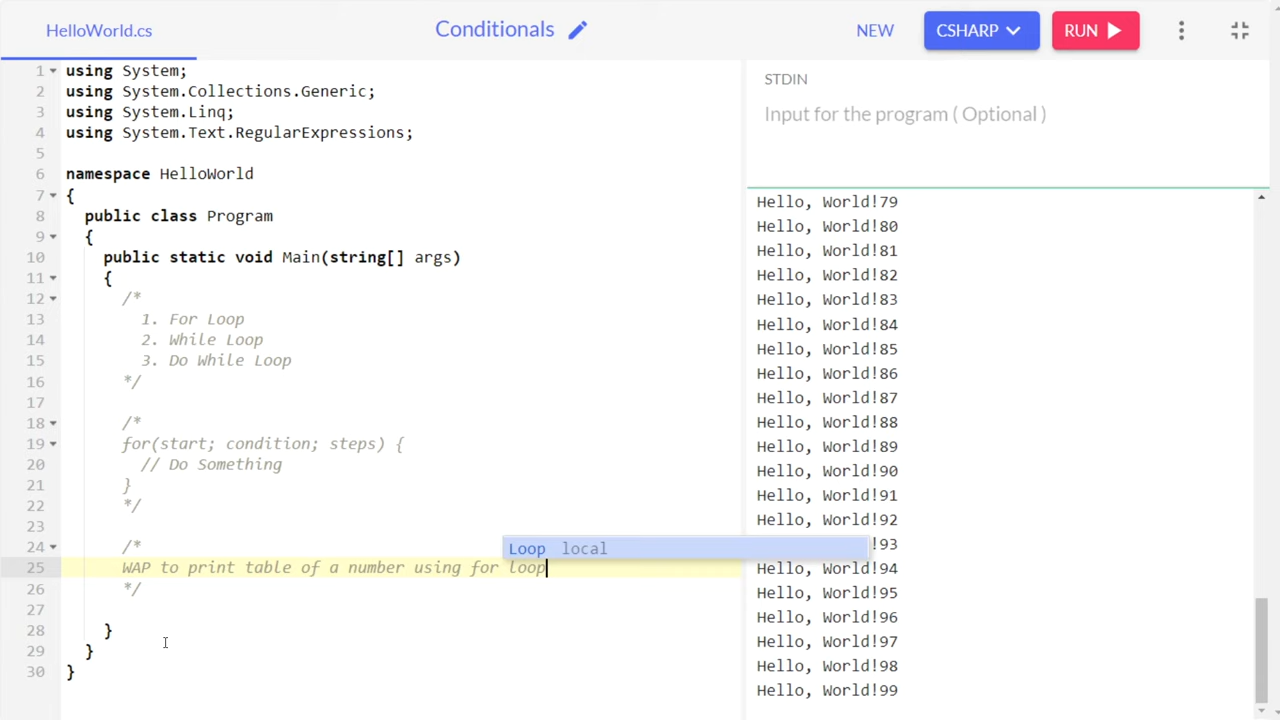 HelloWorld.cs
Conditionals
NEW
CSHARP
RUN
1 using System;
2 using System.Collections.Generic;
3 using System.Linq;
4 using System.Text.RegularExpressions;
5
6 namespace HelloWorld
7 {
8 public class Program
9 {
10 public static void Main(string[] args)
11 {
12 /*
13 1. For Loop
14 2. While Loop
15 3. Do While Loop
16 */
17
18 /*
19 for(start; condition; steps) {
20 // Do Something
21 }
22 */
23
24 /*
Loop local
25 WAP to print table of a number using for loop
26 */
27
28 }
29 }
30 }
STDIN
Input for the program ( Optional )
Hello, World!79
Hello, World!80
Hello, World!81
Hello, World!82
Hello, World!83
Hello, World!84
Hello, World!85
Hello, World!86
Hello, World!87
Hello, World!88
Hello, World!89
Hello, World!90
Hello, World!91
Hello, World!92
!93
Hello, World!94
Hello, World!95
Hello, World!96
Hello, World!97
Hello, World!98
Hello, World!99